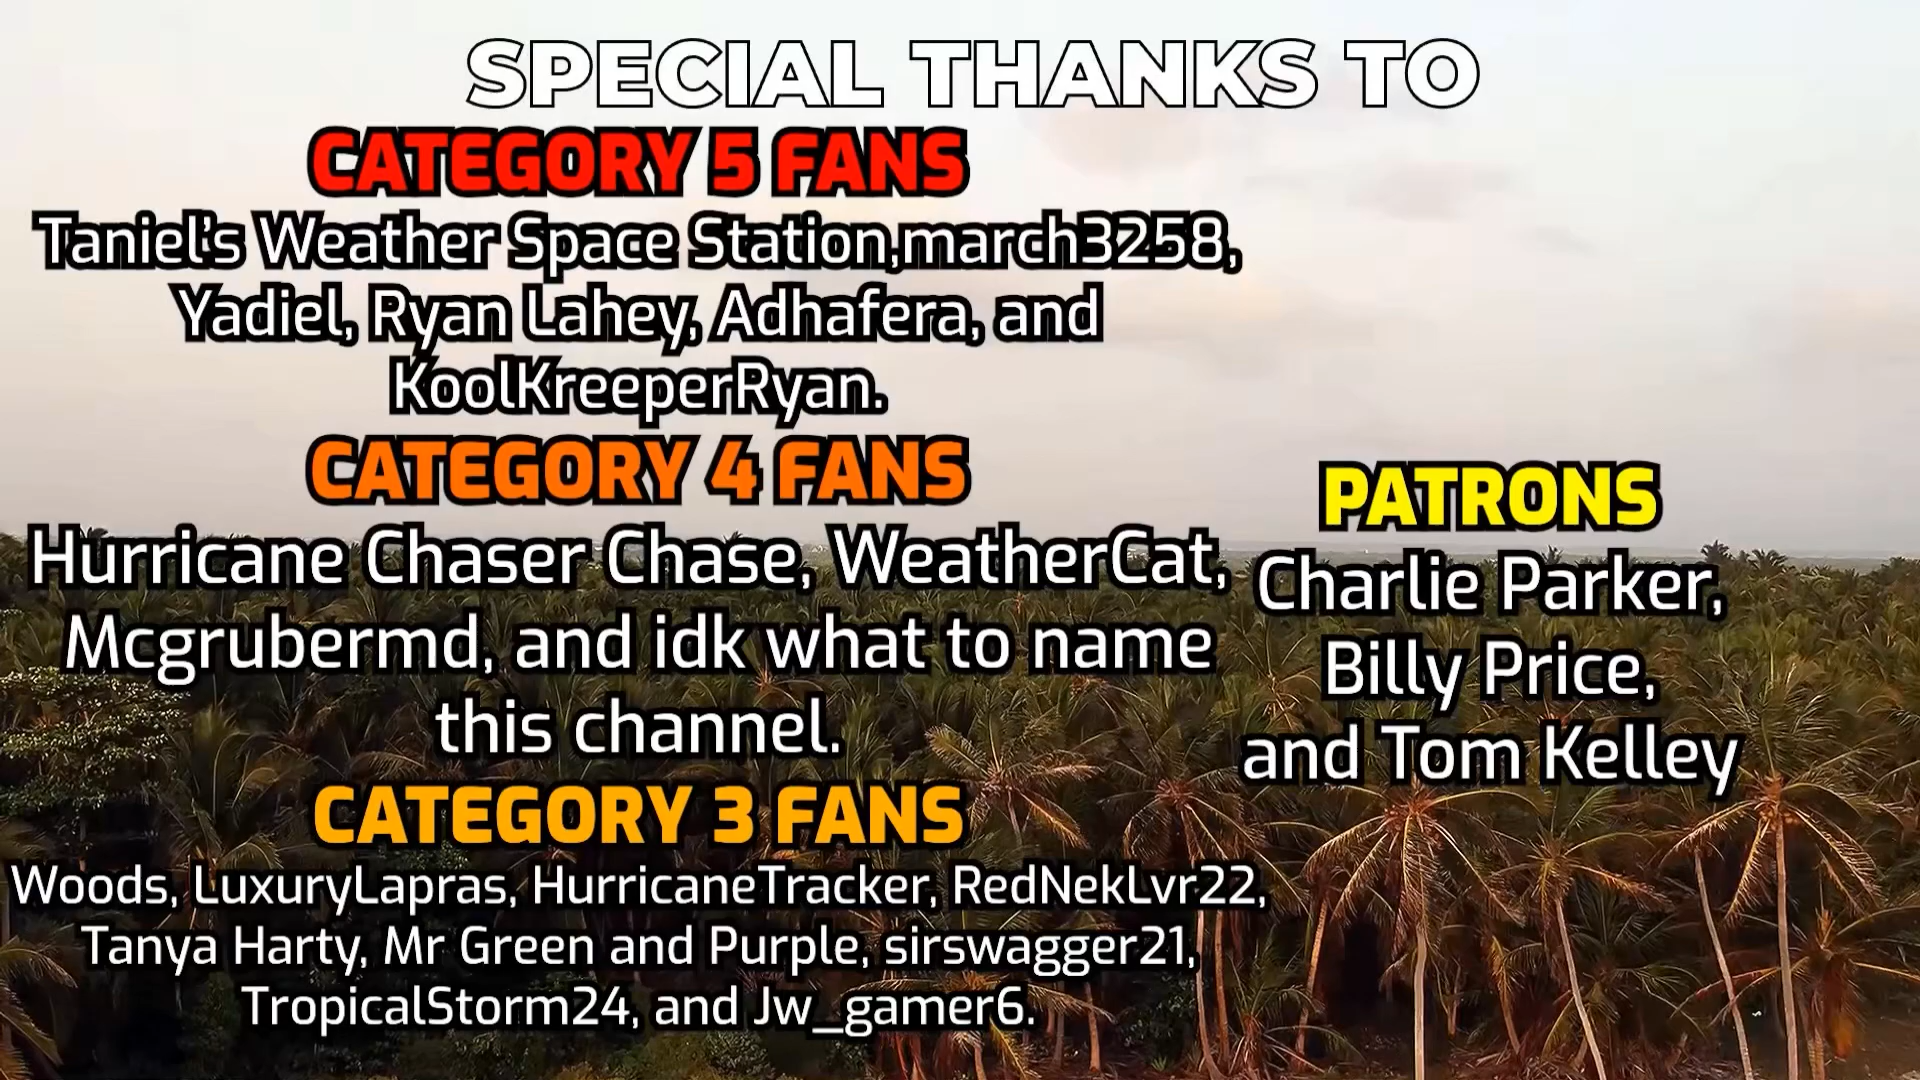 SPECIAL THANKS TO
CATEGORY 5 FANS
Taniel's Weather Space Station,march3258,
Yadiel, Ryan Lahey, Adhafera, and
KoolKreeperRyan.
CATEGORY 4 FANS
Hurricane Chaser Chase, WeatherCat,
Mcgrubermd, and idk what to name
this channel.
CATEGORY 3 FANS
Woods, LuxuryLapras, HurricaneTracker, RedNekLvr22,
Tanya Harty, Mr Green and Purple, sirswagger21,
TropicalStorm24, and Jw_gamer6.
PATRONS
Charlie Parker,
Billy Price,
and Tom Kelley